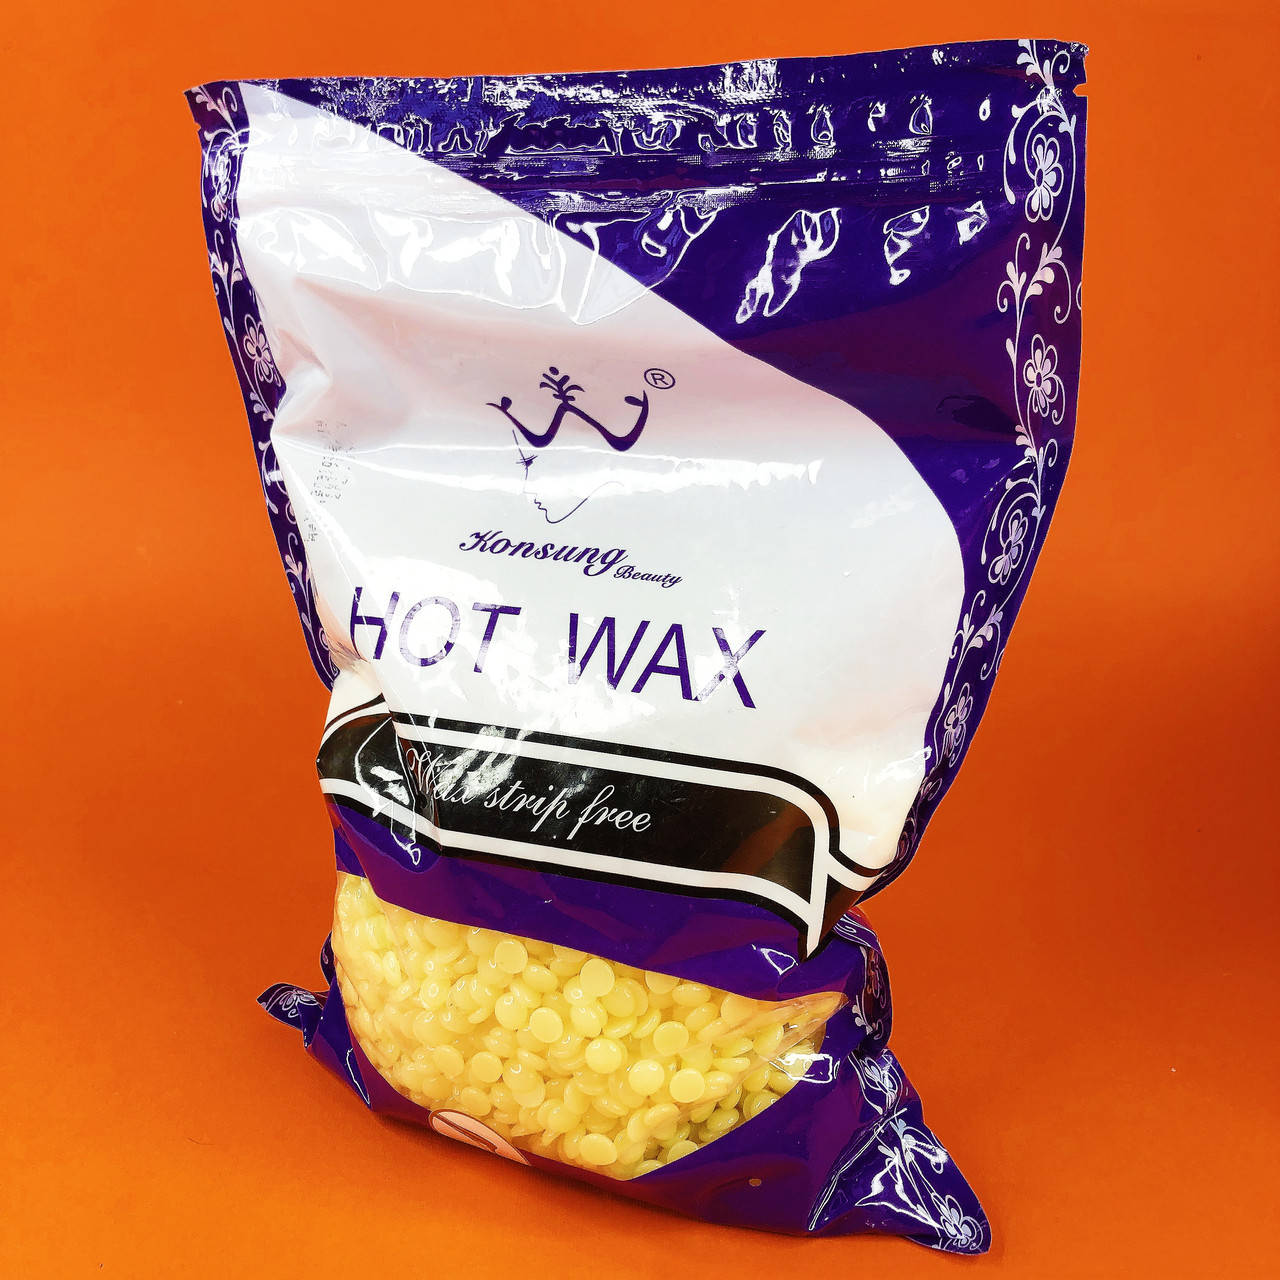 ®
Konsung
Beauty
HOT WAX
Wax strip free